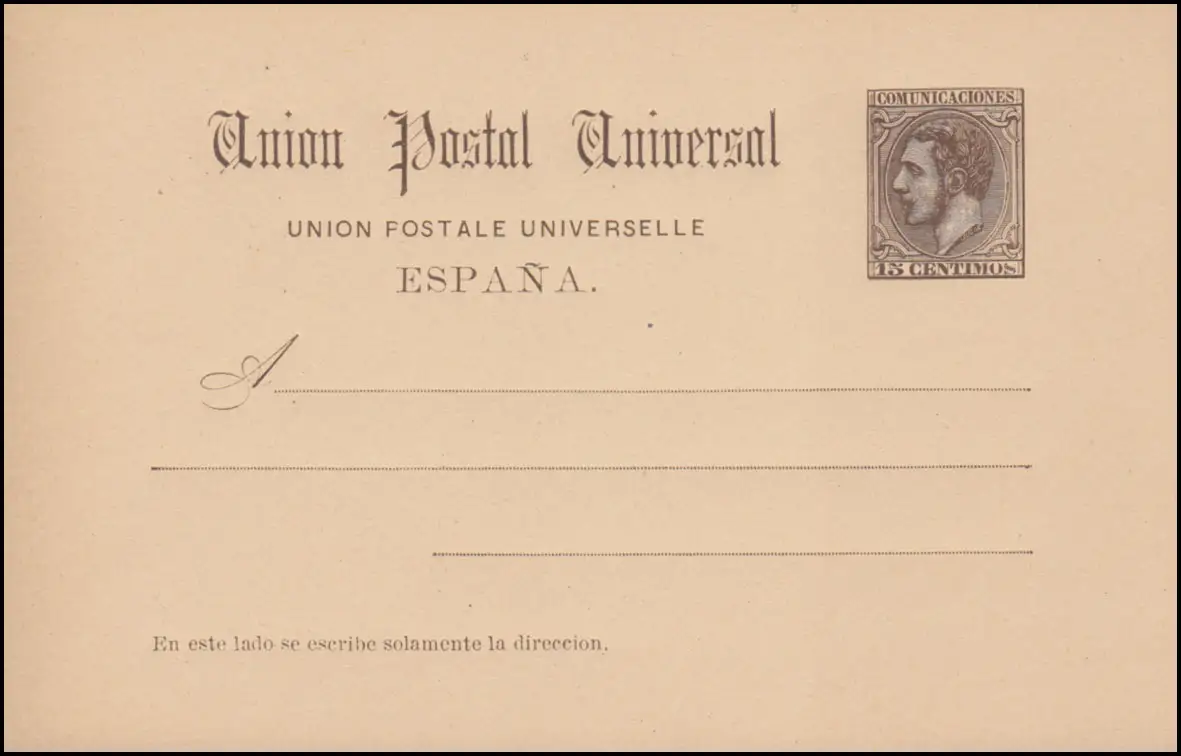 Union Postal Universal
COMUNICACIONES
UNION POSTALE UNIVERSELLE
ESPAÑA.
15 CENTIMOS
A
En este lado se escribe solamente la direccion.